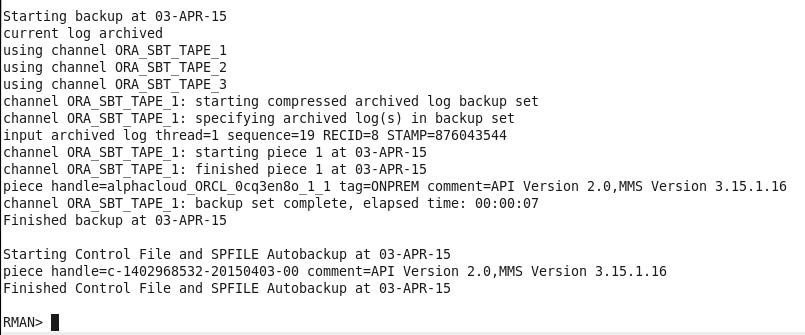 Starting backup at 03-APR-15
current log archived
using channel ORA_SBT_TAPE_1
using channel ORA_SBT_TAPE_2
using channel ORA_SBT_TAPE_3
channel ORA_SBT_TAPE_1: starting compressed archived log backup set
channel ORA_SBT_TAPE_1: specifying archived log(s) in backup set
input archived log thread=1 sequence=19 RECID=8 STAMP=876043544
channel ORA_SBT_TAPE_1: starting piece 1 at 03-APR-15
channel ORA_SBT_TAPE_1: finished piece 1 at 03-APR-15
piece handle=alphacloud_ORCL_0cq3en8o_1_1 tag=ONPREM comment=API Version 2.0,MMS Version 3.15.1.16
channel ORA_SBT_TAPE_1: backup set complete, elapsed time: 00:00:07
Finished backup at 03-APR-15

Starting Control File and SPFILE Autobackup at 03-APR-15
piece handle=c-1402968532-20150403-00 comment=API Version 2.0,MMS Version 3.15.1.16
Finished Control File and SPFILE Autobackup at 03-APR-15

RMAN>